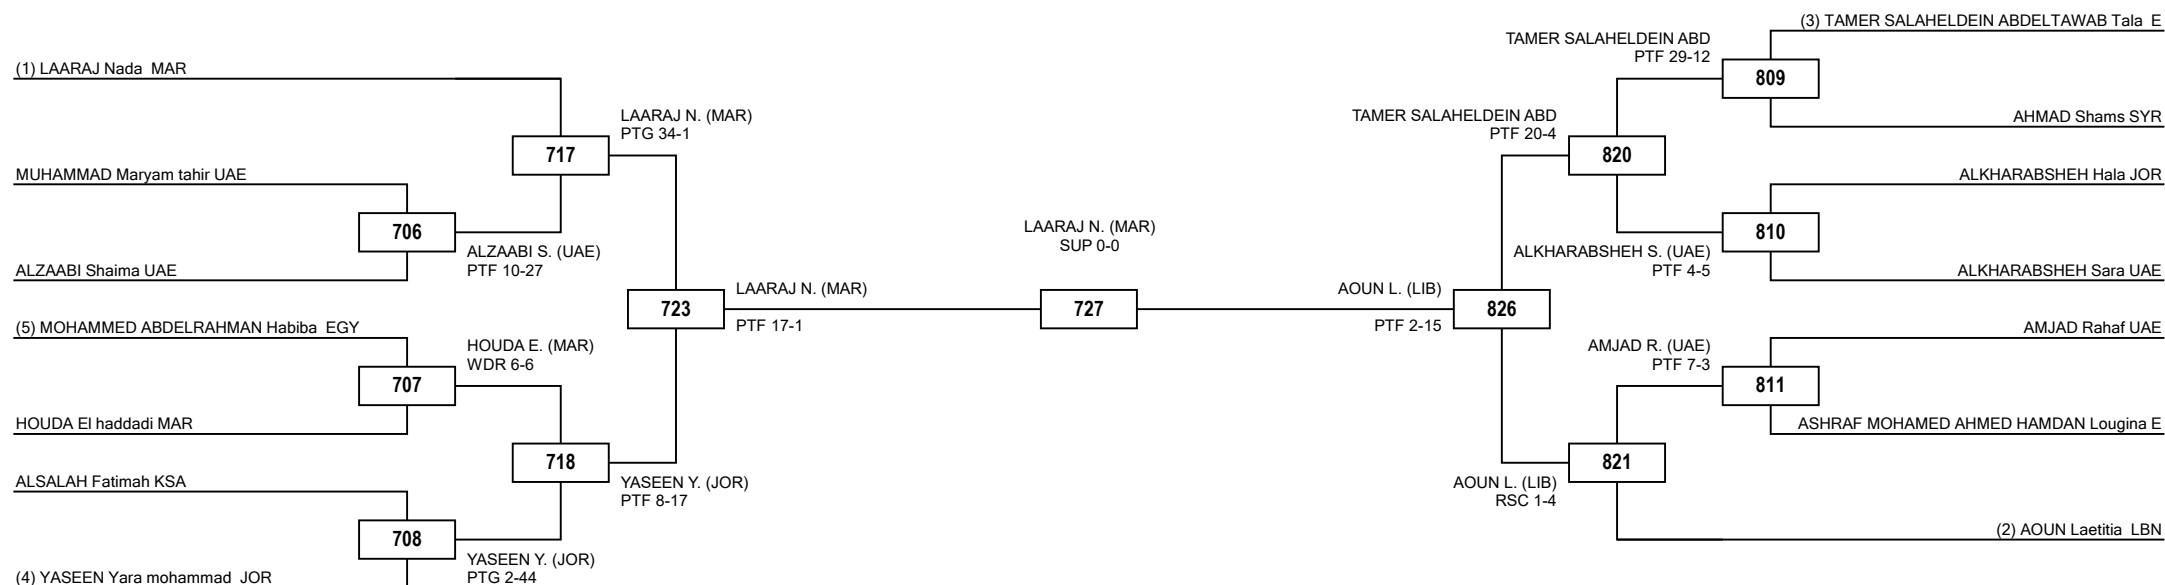 (1) LAARAJ Nada MAR
LAARAJ N. (MAR)
PTG 34-1
717
MUHAMMAD Maryam tahir UAE
706
ALZAABI S. (UAE)
PTF 10-27
ALZAABI Shaima UAE
LAARAJ N. (MAR)
PTF 17-1
723
(5) MOHAMMED ABDELRAHMAN Habiba EGY
HOUDA E. (MAR)
WDR 6-6
707
HOUDA El haddadi MAR
718
YASEEN Y. (JOR)
PTF 8-17
ALSALAH Fatimah KSA
708
YASEEN Y. (JOR)
PTG 2-44
(4) YASEEN Yara mohammad JOR
LAARAJ N. (MAR)
SUP 0-0
727
(3) TAMER SALAHELDEIN ABDELTAWAB Tala E
TAMER SALAHELDEIN ABD
PTF 29-12
809
AHMAD Shams SYR
TAMER SALAHELDEIN ABD
PTF 20-4
820
ALKHARABSHEH Hala JOR
810
ALKHARABSHEH S. (UAE)
PTF 4-5
ALKHARABSHEH Sara UAE
AOUN L. (LIB)
PTF 2-15
826
AMJAD Rahaf UAE
AMJAD R. (UAE)
PTF 7-3
811
ASHRAF MOHAMED AHMED HAMDAN Lougina E
821
AOUN L. (LIB)
RSC 1-4
(2) AOUN Laetitia LBN